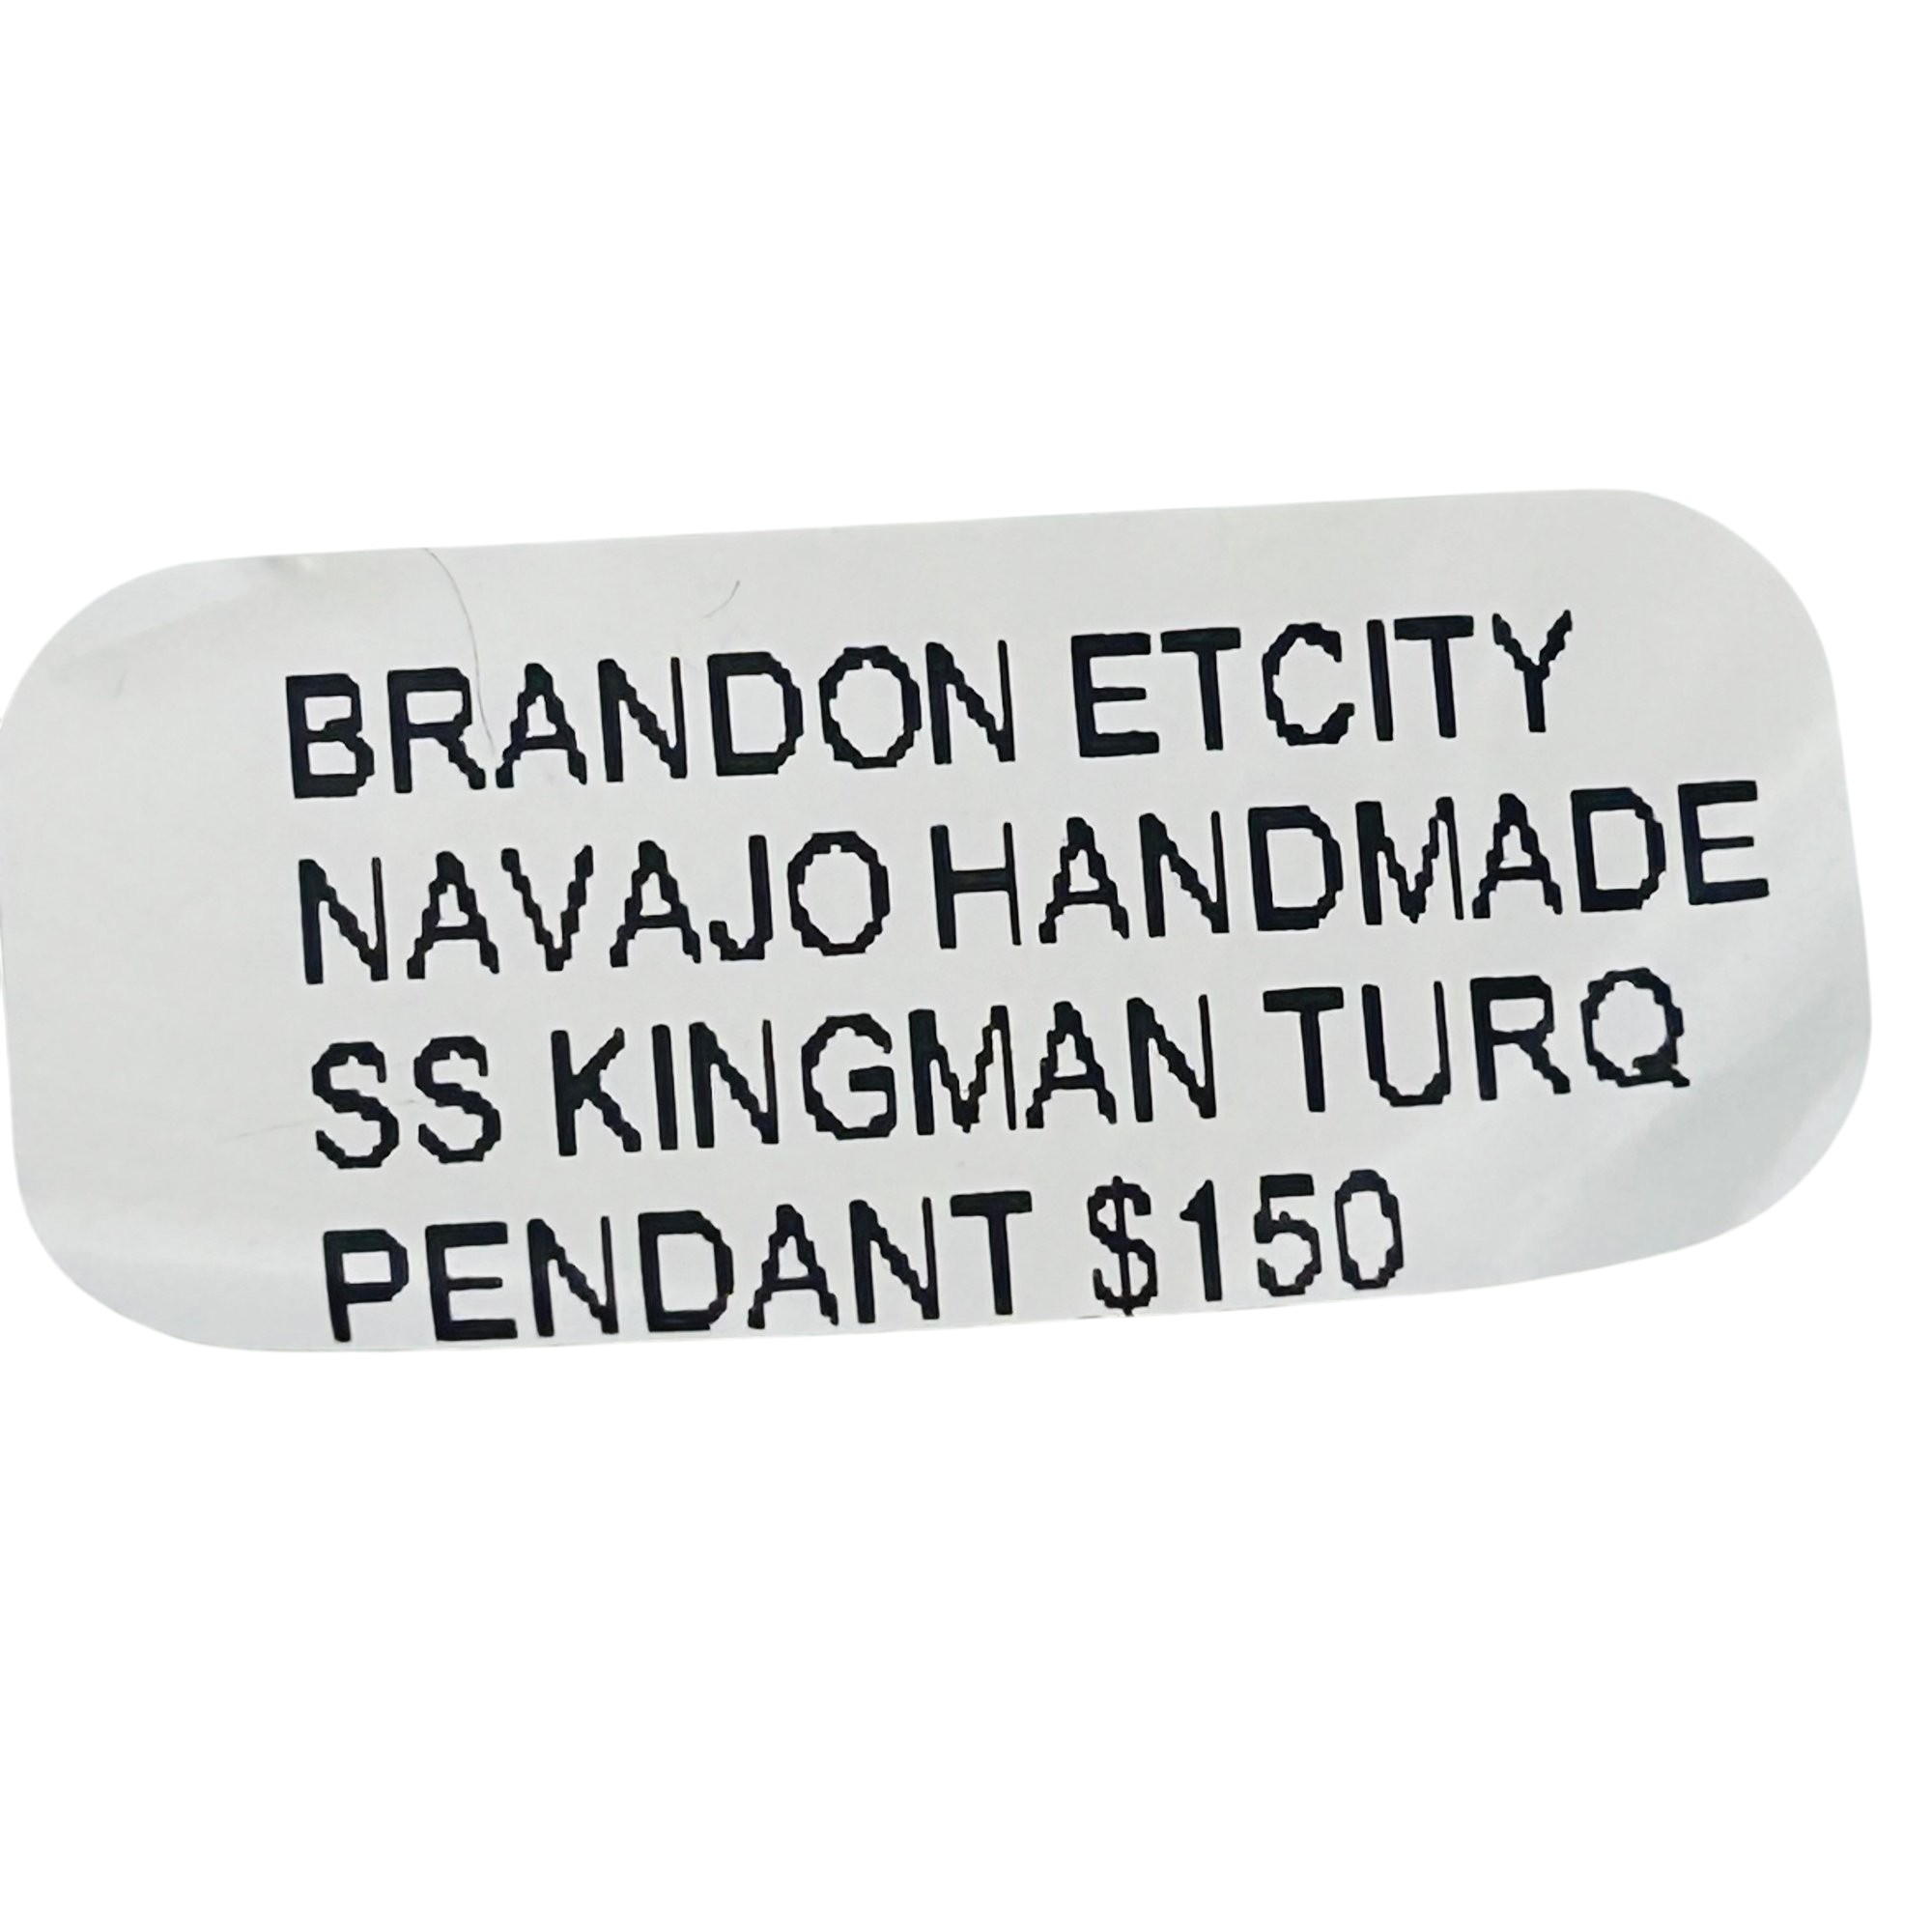 BRANDON ETCITY
NAVAJO HANDMADE
SS KINGMAN TURQ
PENDANT $150